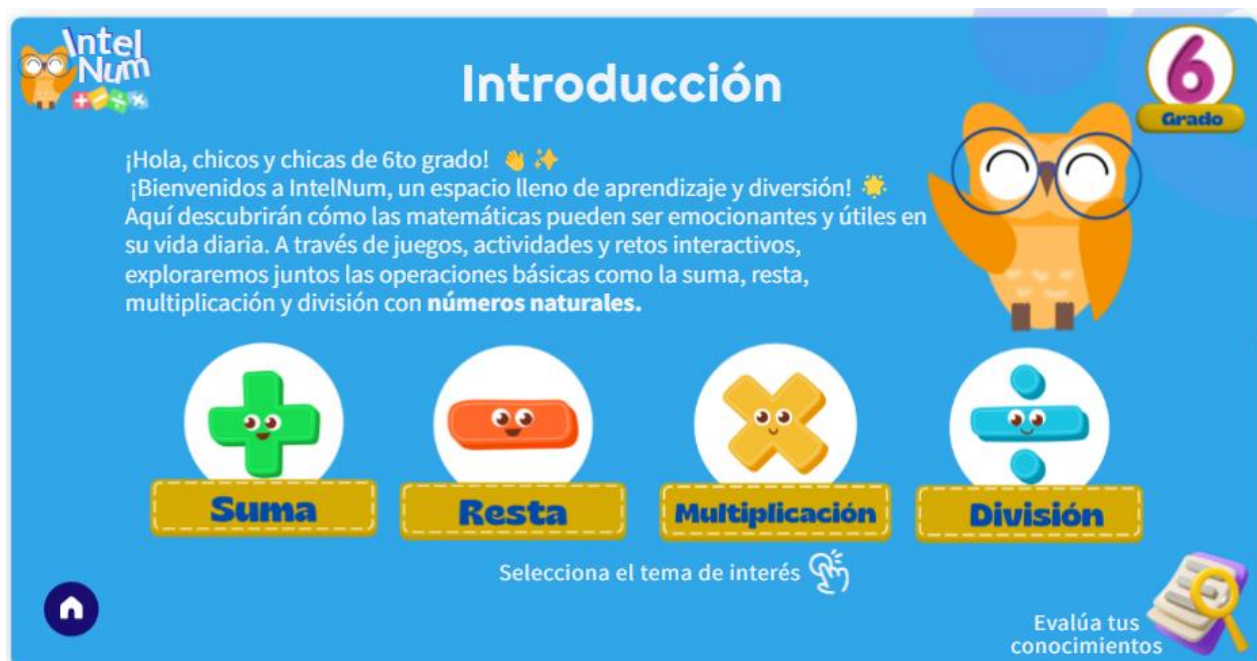 Intel
Num
Introducción
6
Grado
¡Hola, chicos y chicas de 6to grado! 👋 ✨
¡Bienvenidos a IntelNum, un espacio lleno de aprendizaje y diversión! 🌟
Aquí descubrirán cómo las matemáticas pueden ser emocionantes y útiles en
su vida diaria. A través de juegos, actividades y retos interactivos,
exploraremos juntos las operaciones básicas como la suma, resta,
multiplicación y división con números naturales.
Suma
Resta
Multiplicación
División
Selecciona el tema de interés
Evalúa tus
conocimientos